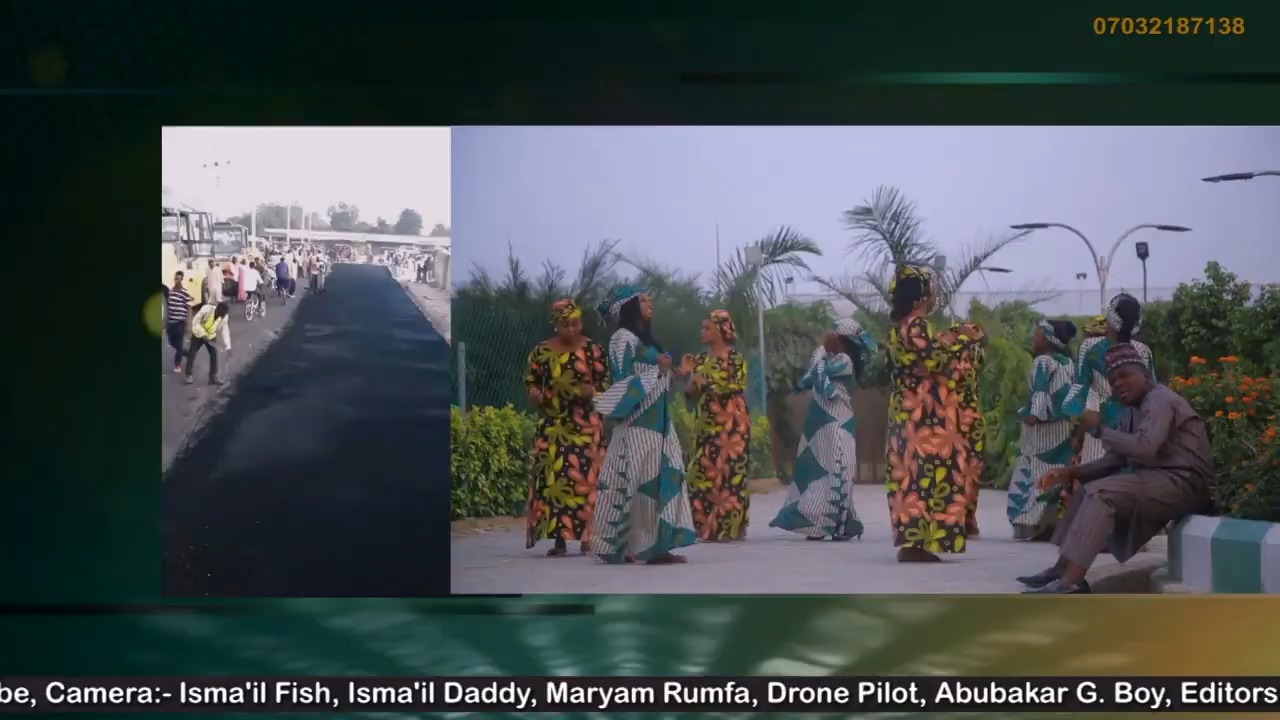 07032187138
be, Camera:- Isma'il Fish, Isma'il Daddy, Maryam Rumfa, Drone Pilot, Abubakar G. Boy, Editors